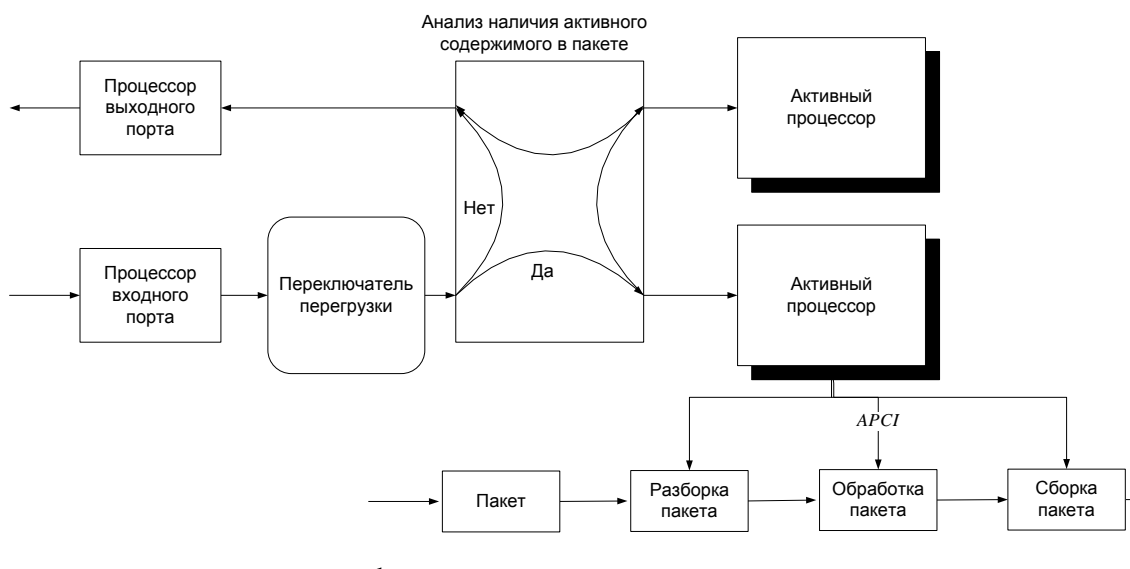 Анализ наличия активного
содержимого в пакете
Процессор
выходного
порта
Активный
процессор
Нет
Да
Процессор
входного
порта
Переключатель
перегрузки
Активный
процессор
APCI
Пакет
Разборка
пакета
Обработка
пакета
Сборка
пакета